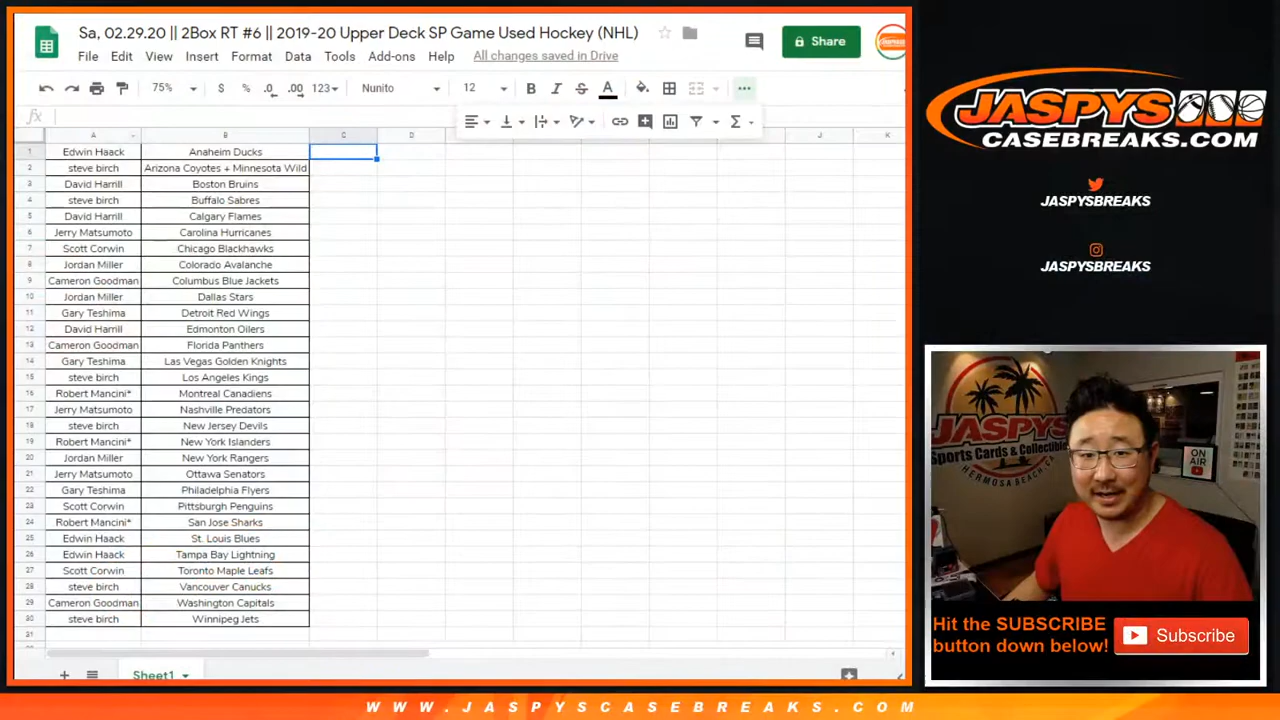 Sa, 02.29.20 || 2Box RT #6 || 2019-20 Upper Deck SP Game Used Hockey (NHL)
File Edit View Insert Format Data Tools Add-ons Help All changes saved in Drive
Share
75% $ % .0 .00 123 Nunito 12 B I S A
fx
A B C D J K
1 Edwin Haack Anaheim Ducks
2 steve birch Arizona Coyotes + Minnesota Wild
3 David Harrill Boston Bruins
4 steve birch Buffalo Sabres
5 David Harrill Calgary Flames
6 Jerry Matsumoto Carolina Hurricanes
7 Scott Corwin Chicago Blackhawks
8 Jordan Miller Colorado Avalanche
9 Cameron Goodman Columbus Blue Jackets
10 Jordan Miller Dallas Stars
11 Gary Teshima Detroit Red Wings
12 David Harrill Edmonton Oilers
13 Cameron Goodman Florida Panthers
14 Gary Teshima Las Vegas Golden Knights
15 steve birch Los Angeles Kings
16 Robert Mancini* Montreal Canadiens
17 Jerry Matsumoto Nashville Predators
18 steve birch New Jersey Devils
19 Robert Mancini* New York Islanders
20 Jordan Miller New York Rangers
21 Jerry Matsumoto Ottawa Senators
22 Gary Teshima Philadelphia Flyers
23 Scott Corwin Pittsburgh Penguins
24 Robert Mancini* San Jose Sharks
25 Edwin Haack St. Louis Blues
26 Edwin Haack Tampa Bay Lightning
27 Scott Corwin Toronto Maple Leafs
28 steve birch Vancouver Canucks
29 Cameron Goodman Washington Capitals
30 steve birch Winnipeg Jets
31
Sheet1
JASPYS
CASEBREAKS.COM
JASPYSBREAKS
JASPYSBREAKS
JASPYS
Sports Cards & Collectible
HERMOSA BEACH, CA
ON AIR
Hit the SUBSCRIBE
button down below!
Subscribe
WWW.JASPYSCASEBREAKS.COM